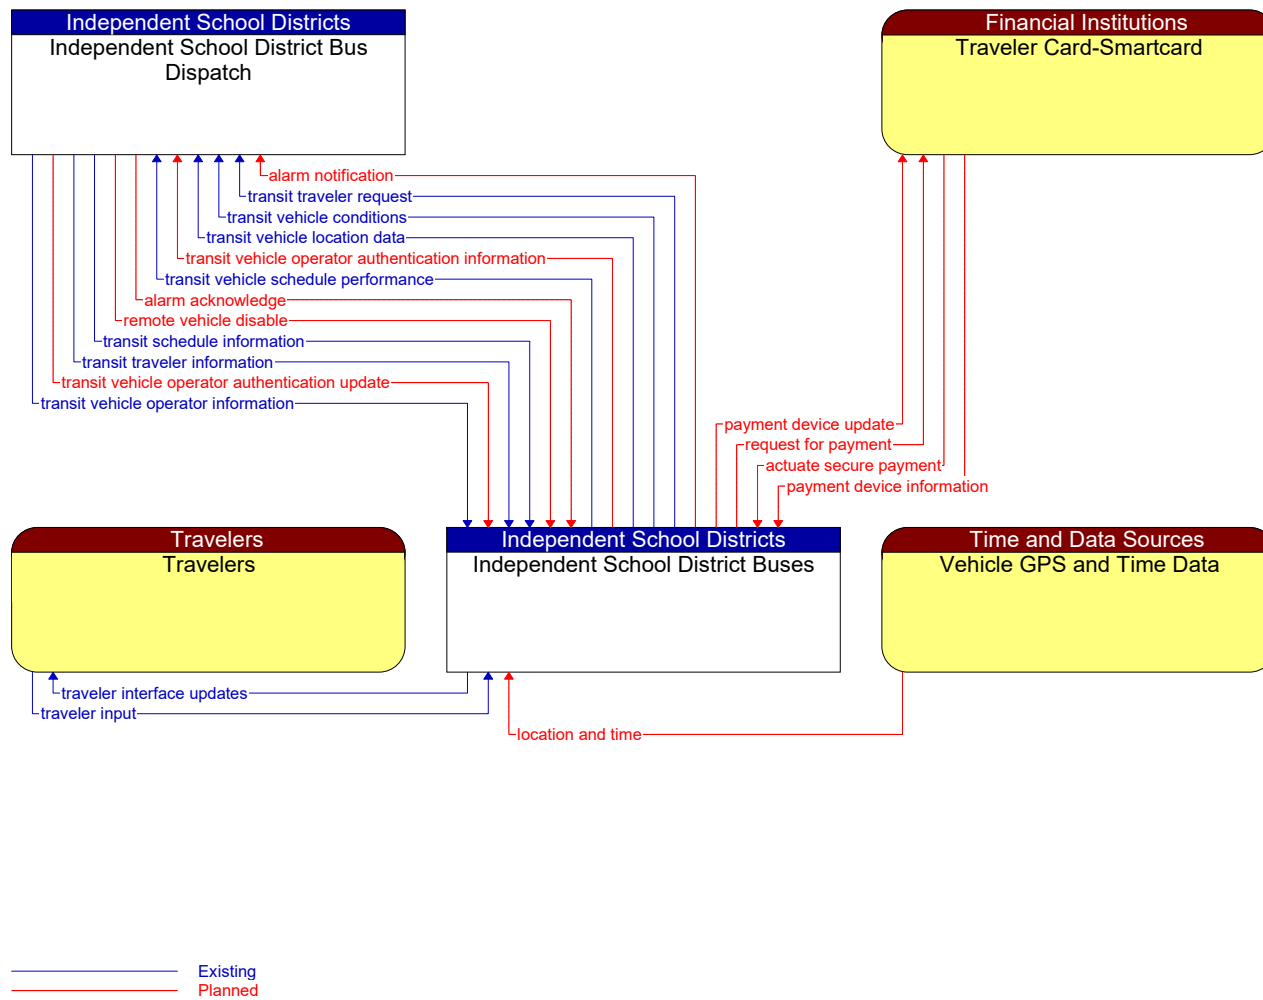 Independent School Districts
Independent School District Bus
Dispatch
Financial Institutions
Traveler Card-Smartcard
alarm notification
transit traveler request
transit vehicle conditions
transit vehicle location data
transit vehicle operator authentication information
transit vehicle schedule performance
alarm acknowledge
remote vehicle disable
transit schedule information
transit traveler information
transit vehicle operator authentication update
transit vehicle operator information
payment device update
request for payment
actuate secure payment
payment device information
Travelers
Travelers
Independent School Districts
Independent School District Buses
Time and Data Sources
Vehicle GPS and Time Data
traveler interface updates
traveler input
location and time
Existing
Planned